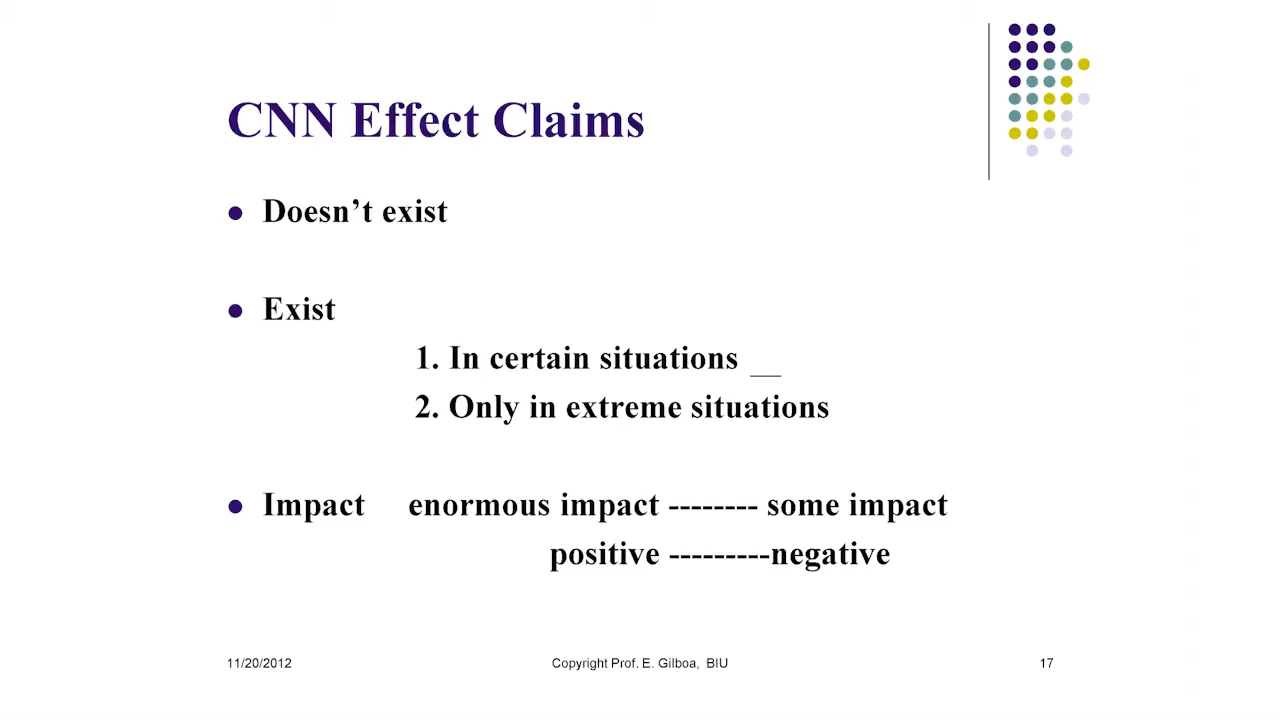 CNN Effect Claims
Doesn’t exist
Exist
1. In certain situations __
2. Only in extreme situations
Impact enormous impact -------- some impact
positive ---------negative
11/20/2012 Copyright Prof. E. Gilboa, BIU 17